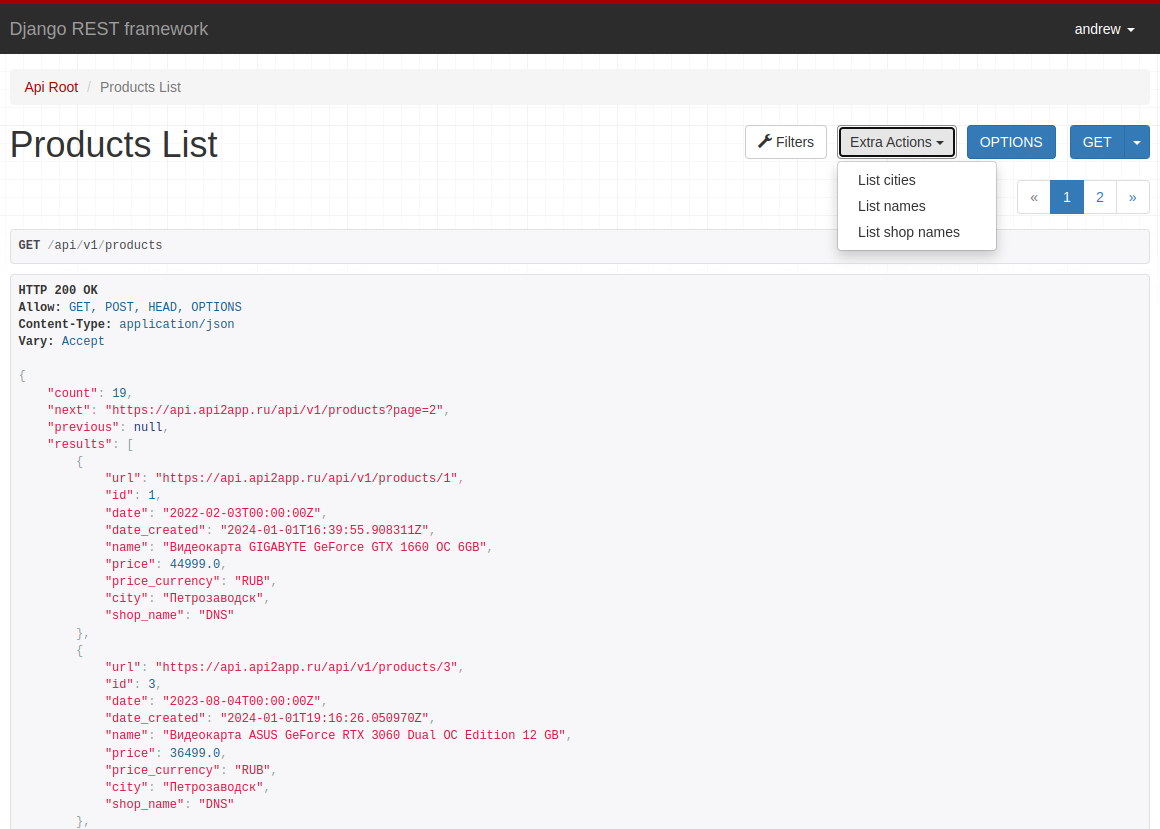 Django REST framework
andrew
Api Root / Products List
Products List
Filters
Extra Actions
OPTIONS
GET
List cities
List names
List shop names
« 1 2 »
GET /api/v1/products
HTTP 200 OK
Allow: GET, POST, HEAD, OPTIONS
Content-Type: application/json
Vary: Accept
{
    "count": 19,
    "next": "https://api.api2app.ru/api/v1/products?page=2",
    "previous": null,
    "results": [
        {
            "url": "https://api.api2app.ru/api/v1/products/1",
            "id": 1,
            "date": "2022-02-03T00:00:00Z",
            "date_created": "2024-01-01T16:39:55.908311Z",
            "name": "Видеокарта GIGABYTE GeForce GTX 1660 OC 6GB",
            "price": 44999.0,
            "price_currency": "RUB",
            "city": "Петрозаводск",
            "shop_name": "DNS"
        },
        {
            "url": "https://api.api2app.ru/api/v1/products/3",
            "id": 3,
            "date": "2023-08-04T00:00:00Z",
            "date_created": "2024-01-01T19:16:26.050970Z",
            "name": "Видеокарта ASUS GeForce RTX 3060 Dual OC Edition 12 GB",
            "price": 36499.0,
            "price_currency": "RUB",
            "city": "Петрозаводск",
            "shop_name": "DNS"
        },